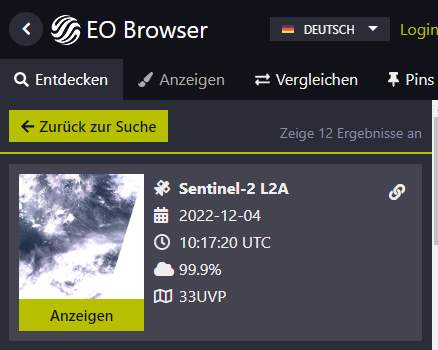 EO Browser
DEUTSCH
Login
Entdecken
Anzeigen
Vergleichen
Pins
Zurück zur Suche
Zeige 12 Ergebnisse an
Sentinel-2 L2A
2022-12-04
10:17:20 UTC
99.9%
33UVP
Anzeigen